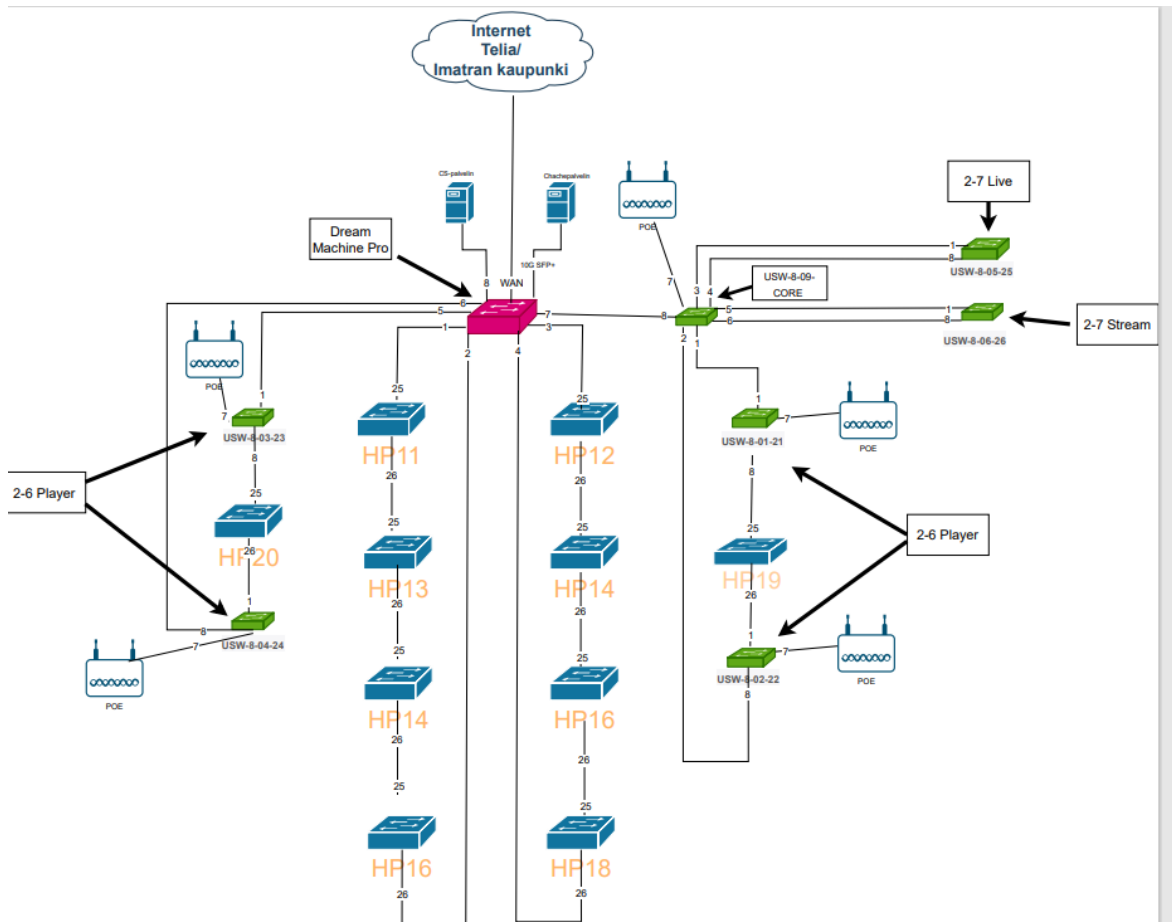 Internet
Telia/
Imatran kaupunki
CS-palvelin
Chachepalvelin
POE
2-7 Live
Dream
Machine Pro
10G SFP+
8
WAN
7
USW-8-09-
CORE
3
4
1
8
USW-8-05-25
6
5
1
2
7
3
4
8
2
1
5
6
1
8
USW-8-06-26
2-7 Stream
POE
7
1
USW-8-03-23
8
25
HP20
26
1
8
7
USW-8-04-24
POE
2-6 Player
25
HP11
26
25
HP13
26
25
HP14
26
25
HP16
26
25
HP12
26
25
HP14
26
25
HP16
26
25
HP18
26
1
7
USW-8-01-21
POE
8
25
HP19
26
1
7
USW-8-02-22
POE
8
2-6 Player